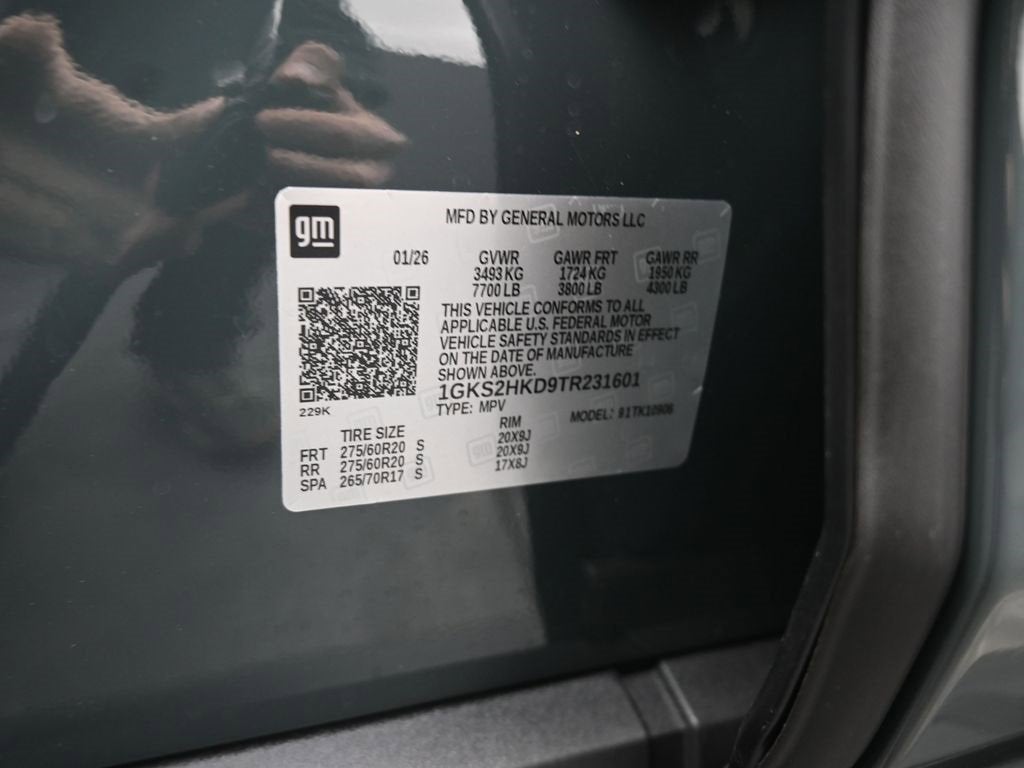 gm
MFD BY GENERAL MOTORS LLC
01/26 GVWR GAWR FRT GAWR RR
3493 KG 1724 KG 1950 KG
7700 LB 3800 LB 4300 LB
THIS VEHICLE CONFORMS TO ALL
APPLICABLE U.S. FEDERAL MOTOR
VEHICLE SAFETY STANDARDS IN EFFECT
ON THE DATE OF MANUFACTURE
SHOWN ABOVE.
1GKS2HKD9TR231601
229K
TYPE: MPV MODEL: 91TK10906
TIRE SIZE RIM
FRT 275/60R20 S 20X9J
RR 275/60R20 S 20X9J
SPA 265/70R17 S 17X8J